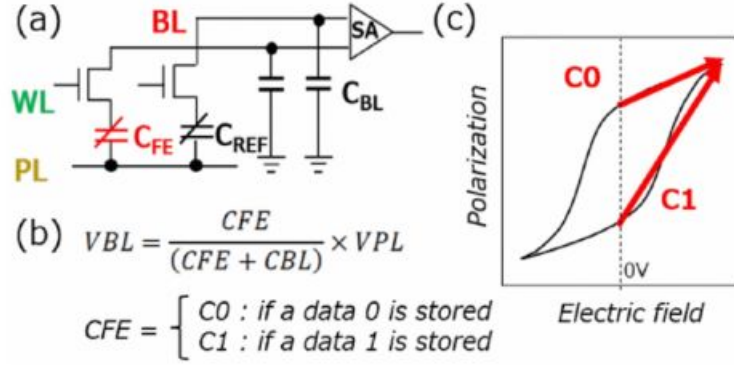 (a)
BL
SA
WL
C_FE
C_REF
C_BL
PL
(b) VBL = CFE / (CFE + CBL) × VPL
CFE = { C0 : if a data 0 is stored
C1 : if a data 1 is stored
(c)
Polarization
C0
C1
0V
Electric field